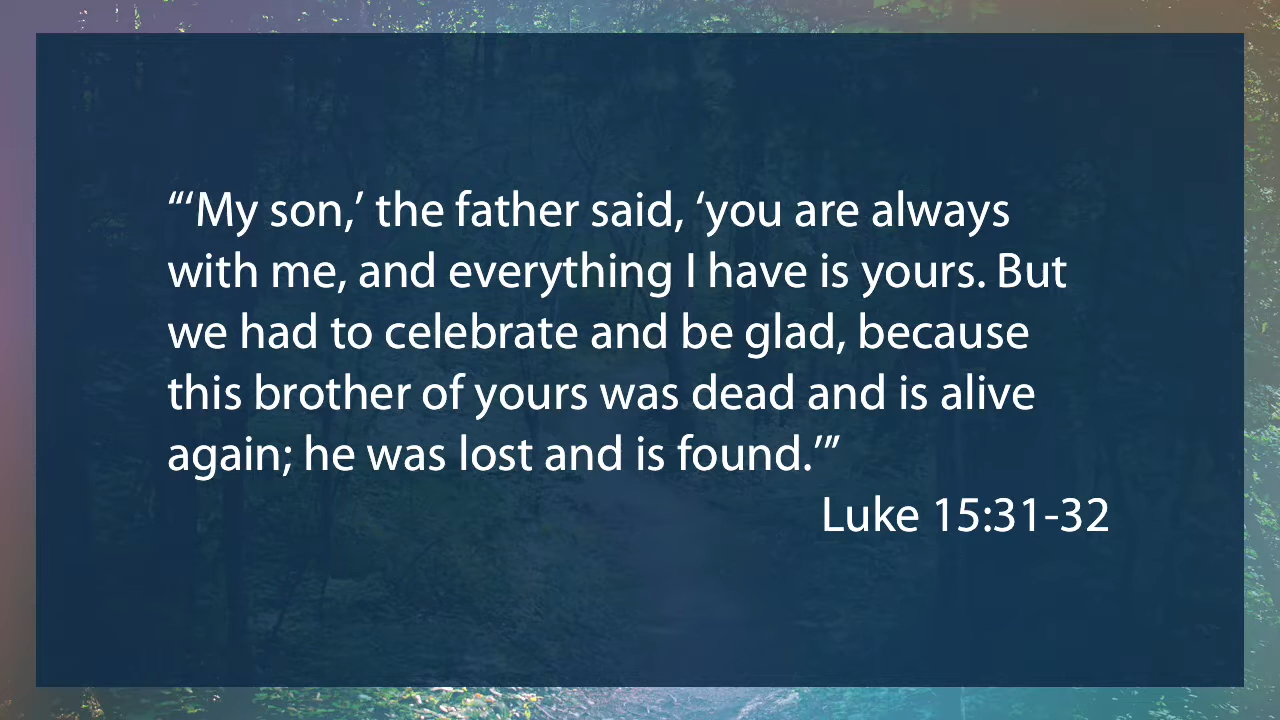 “‘My son,’ the father said, ‘you are always
with me, and everything I have is yours. But
we had to celebrate and be glad, because
this brother of yours was dead and is alive
again; he was lost and is found.’”
Luke 15:31-32